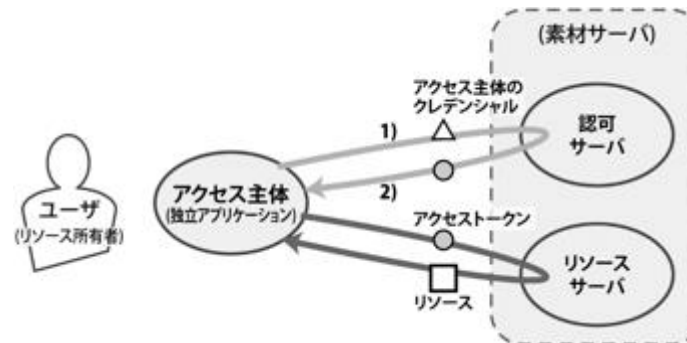 (素材サーバ)
アクセス主体の
クレデンシャル
1)
認可
サーバ
2)
アクセス主体
(独立アプリケーション)
ユーザ
(リソース所有者)
アクセストークン
リソース
リソース
サーバ